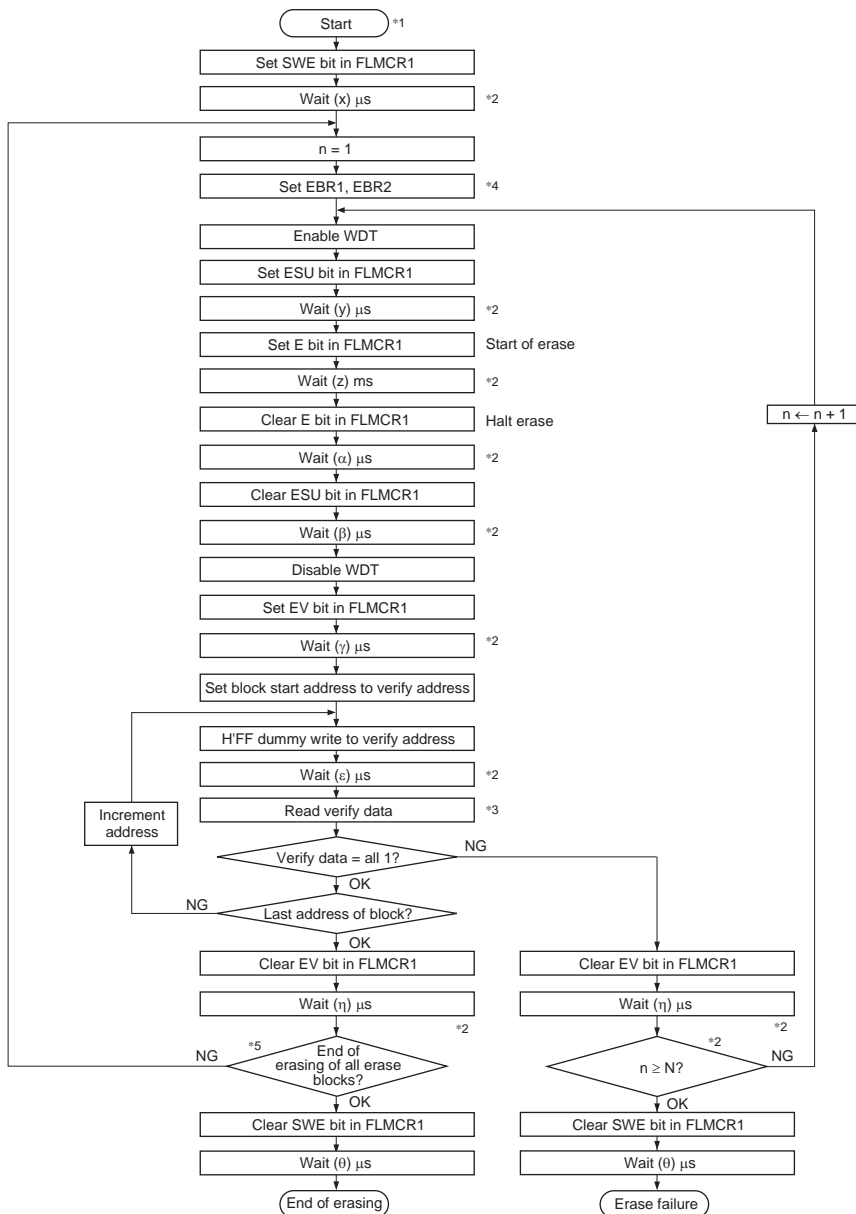 Start *1
Set SWE bit in FLMCR1
Wait (x) μs *2
n = 1
Set EBR1, EBR2 *4
Enable WDT
Set ESU bit in FLMCR1
Wait (y) μs *2
Set E bit in FLMCR1 Start of erase
Wait (z) ms *2
n ← n + 1
Clear E bit in FLMCR1 Halt erase
Wait (α) μs *2
Clear ESU bit in FLMCR1
Wait (β) μs *2
Disable WDT
Set EV bit in FLMCR1
Wait (γ) μs *2
Set block start address to verify address
H'FF dummy write to verify address
Wait (ε) μs *2
Increment
address
Read verify data *3
Verify data = all 1? NG
OK
NG Last address of block?
OK
Clear EV bit in FLMCR1 Clear EV bit in FLMCR1
Wait (η) μs *2 Wait (η) μs *2
NG *5 End of
erasing of all erase
blocks?
*2 n ≥ N? NG
OK OK
Clear SWE bit in FLMCR1 Clear SWE bit in FLMCR1
Wait (θ) μs Wait (θ) μs
End of erasing Erase failure